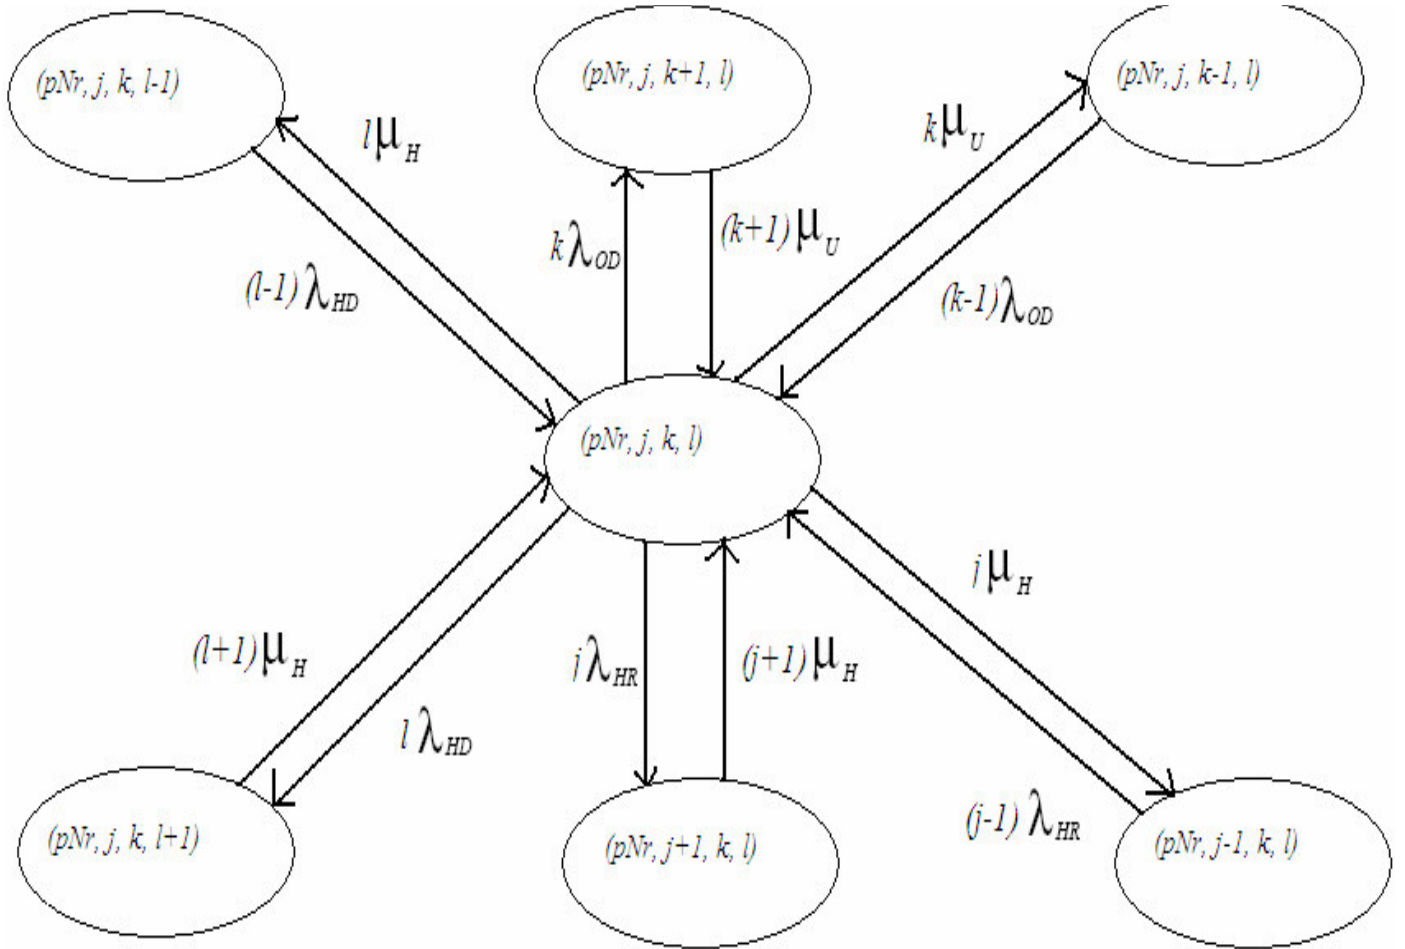 (pNr, j, k, l-1)
(pNr, j, k+1, l)
(pNr, j, k-1, l)
lμH
kμU
kλOD
(k+1)μU
(l-1)λHD
(k-1)λOD
(pNr, j, k, l)
jμH
(l+1)μH
jλHR
(j+1)μH
lλHD
(j-1)λHR
(pNr, j, k, l+1)
(pNr, j+1, k, l)
(pNr, j-1, k, l)